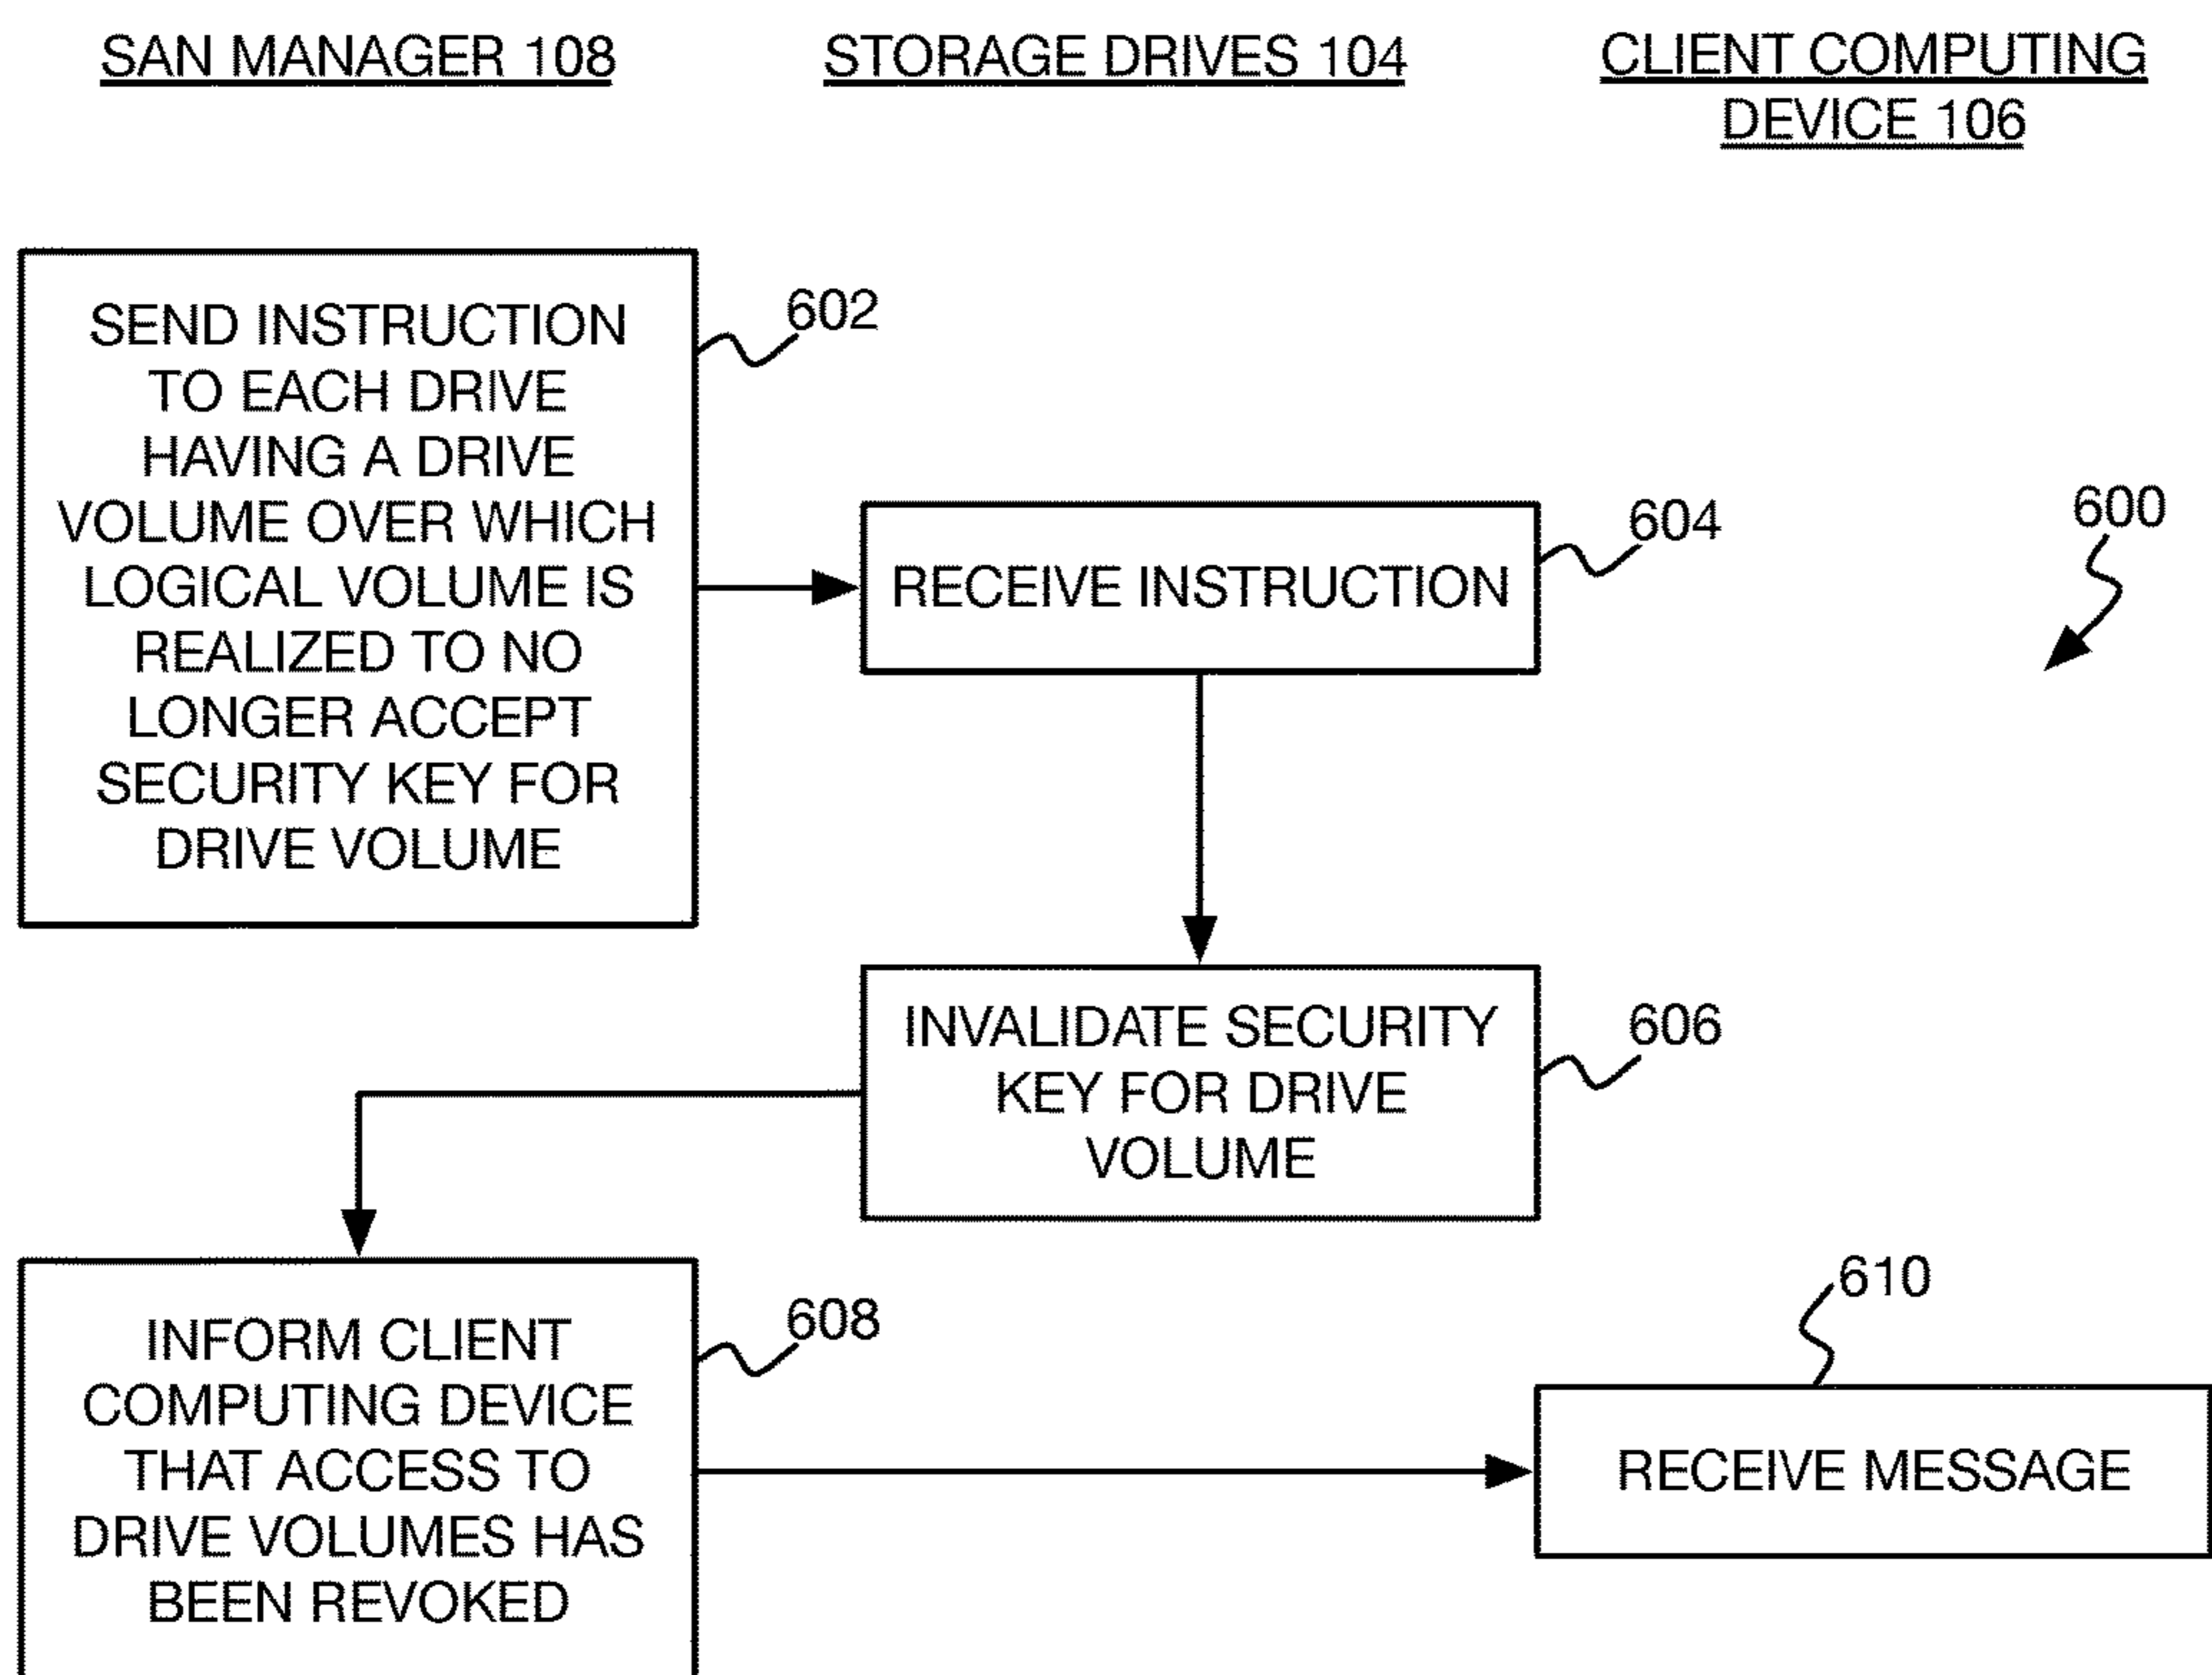 SAN MANAGER 108
STORAGE DRIVES 104
CLIENT COMPUTING
DEVICE 106
SEND INSTRUCTION
TO EACH DRIVE
HAVING A DRIVE
VOLUME OVER WHICH
LOGICAL VOLUME IS
REALIZED TO NO
LONGER ACCEPT
SECURITY KEY FOR
DRIVE VOLUME
602
RECEIVE INSTRUCTION
604
600
INVALIDATE SECURITY
KEY FOR DRIVE
VOLUME
606
INFORM CLIENT
COMPUTING DEVICE
THAT ACCESS TO
DRIVE VOLUMES HAS
BEEN REVOKED
608
610
RECEIVE MESSAGE